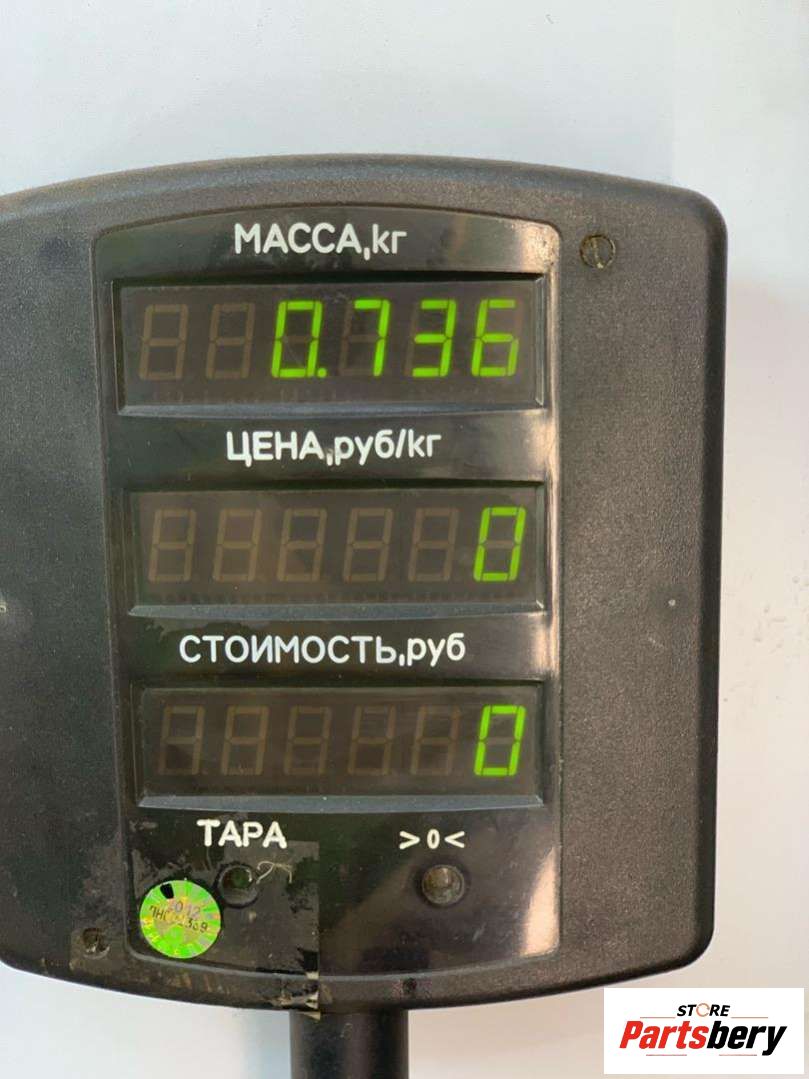 МАССА,кг
0.736
ЦЕНА,руб/кг
0
СТОИМОСТЬ,руб
0
ТАРА >0<
STORE
Partsbery